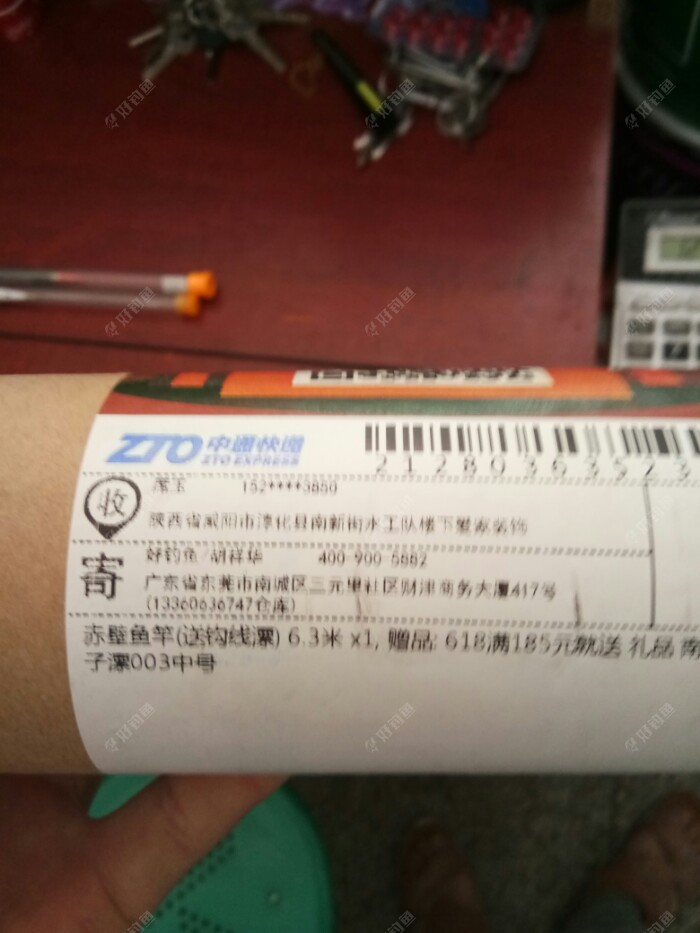 ZTO 中通快递
ZTO EXPRESS
收
152****3880
陕西省咸阳市淳化县南新街水工队楼下爱家装饰
寄
好钓鱼/胡祥华 400-900-5882
广东省东莞市南城区三元里社区财津商务大厦417号
(13360636747仓库)
赤壁鱼竿(送钩线漂) 6.3米 x1, 赠品: 618满185元就送 礼品 南
子漂003中号
好钓鱼